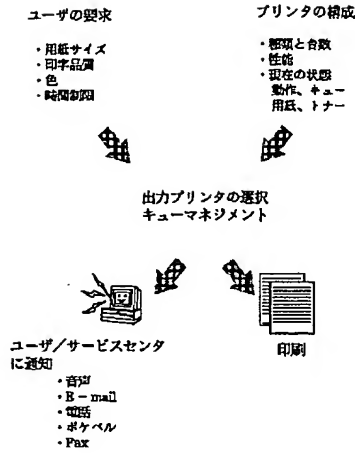 ユーザの要求
・用紙サイズ
・印字品質
・色
・時間制限
プリンタの構成
・種類と台数
・性能
・現在の状態
動作、キュー
用紙、トナー
出力プリンタの選択
キューマネジメント
ユーザ/サービスセンタ
に通知
・音声
・E-mail
・電話
・ポケベル
・Fax
印刷